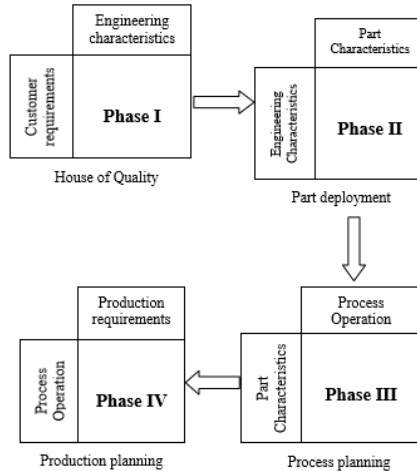 Engineering
characteristics
Customer
requirements
Phase I
House of Quality
Part
Characteristics
Engineering
Characteristics
Phase II
Part deployment
Production
requirements
Process
Operation
Phase IV
Production planning
Process
Operation
Part
Characteristics
Phase III
Process planning